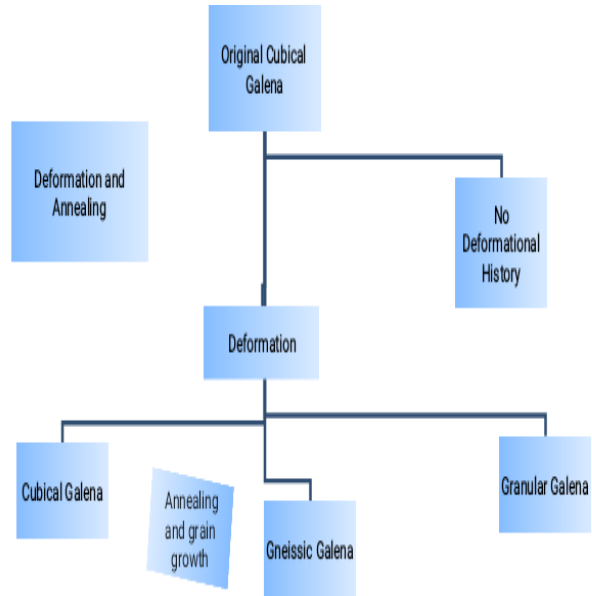 Original Cubical
Galena
Deformation and
Annealing
No
Deformational
History
Deformation
Cubical Galena
Annealing
and grain
growth
Gneissic Galena
Granular Galena